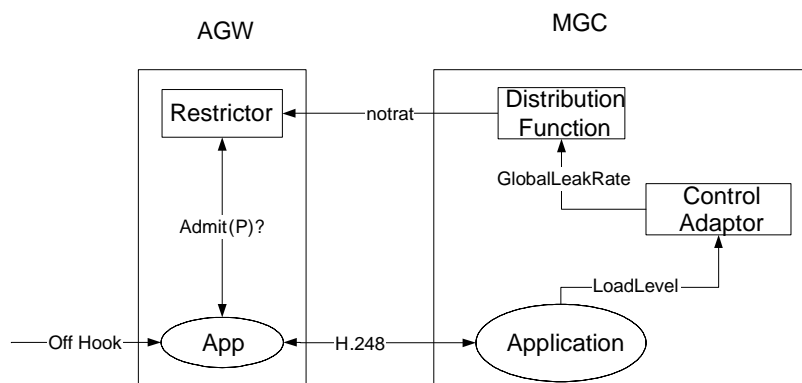 AGW
MGC
Restrictor
notrat
Distribution
Function
GlobalLeakRate
Control
Adaptor
Admit(P)?
LoadLevel
Off Hook
App
H.248
Application